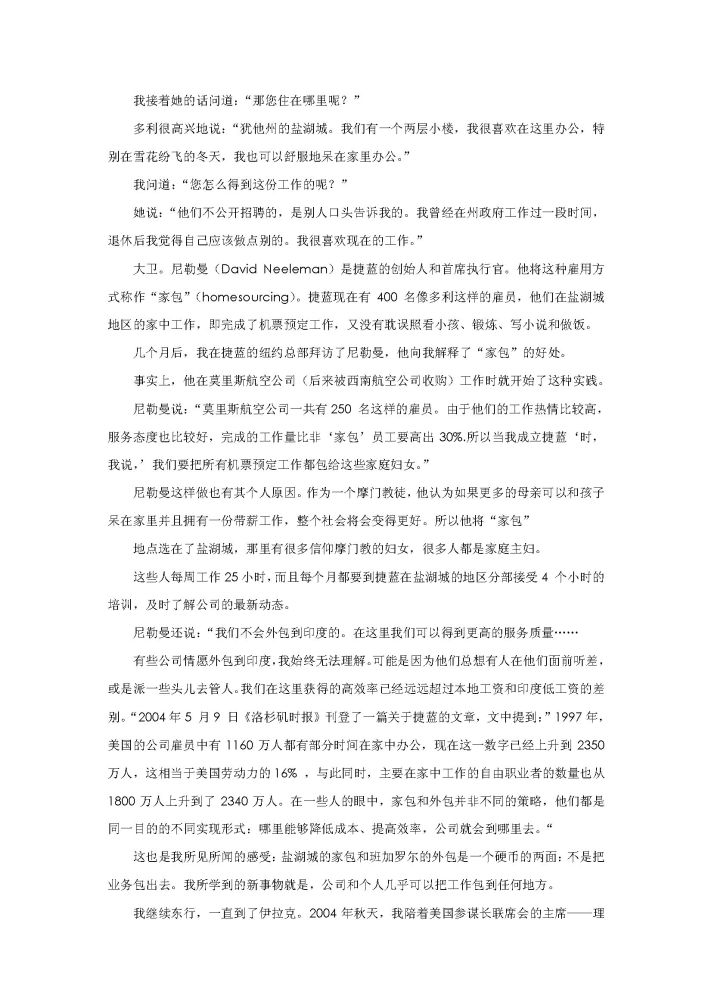 我接着她的话问道：“那您住在哪里呢？”
多利很高兴地说：“犹他州的盐湖城。我们有一个两层小楼，我很喜欢在这里办公，特
别在雪花纷飞的冬天，我也可以舒服地呆在家里办公。”
我问道：“您怎么得到这份工作的呢？”
她说：“他们不公开招聘的，是别人口头告诉我的。我曾经在州政府工作过一段时间，
退休后我觉得自己应该做点别的。我很喜欢现在的工作。”
大卫。尼勒曼（David Neeleman）是捷蓝的创始人和首席执行官。他将这种雇用方
式称作“家包”（homesourcing）。捷蓝现在有 400 名像多利这样的雇员，他们在盐湖城
地区的家中工作，即完成了机票预定工作，又没有耽误照看小孩、锻炼、写小说和做饭。
几个月后，我在捷蓝的纽约总部拜访了尼勒曼，他向我解释了“家包”的好处。
事实上，他在莫里斯航空公司（后来被西南航空公司收购）工作时就开始了这种实践。
尼勒曼说：“莫里斯航空公司一共有250 名这样的雇员。由于他们的工作热情比较高，
服务态度也比较好，完成的工作量比非‘家包’员工要高出 30%.所以当我成立捷蓝‘时，
我说，’我们要把所有机票预定工作都包给这些家庭妇女。”
尼勒曼这样做也有其个人原因。作为一个摩门教徒，他认为如果更多的母亲可以和孩子
呆在家里并且拥有一份带薪工作，整个社会将会变得更好。所以他将“家包”
地点选在了盐湖城，那里有很多信仰摩门教的妇女，很多人都是家庭主妇。
这些人每周工作25小时，而且每个月都要到捷蓝在盐湖城的地区分部接受4 个小时的
培训，及时了解公司的最新动态。
尼勒曼还说：“我们不会外包到印度的。在这里我们可以得到更高的服务质量……
有些公司情愿外包到印度，我始终无法理解。可能是因为他们总想有人在他们面前听差，
或是派一些头儿去管人。我们在这里获得的高效率已经远远超过本地工资和印度低工资的差
别。“2004年5 月9 日《洛杉矶时报》刊登了一篇关于捷蓝的文章，文中提到：”1997年，
美国的公司雇员中有 1160 万人都有部分时间在家中办公，现在这一数字已经上升到 2350
万人，这相当于美国劳动力的16% ，与此同时，主要在家中工作的自由职业者的数量也从
1800 万人上升到了 2340 万人。在一些人的眼中，家包和外包并非不同的策略，他们都是
同一目的的不同实现形式：哪里能够降低成本、提高效率，公司就会到哪里去。“
这也是我所见所闻的感受：盐湖城的家包和班加罗尔的外包是一个硬币的两面：不是把
业务包出去。我所学到的新事物就是，公司和个人几乎可以把工作包到任何地方。
我继续东行，一直到了伊拉克。2004 年秋天，我陪着美国参谋长联席会的主席——理